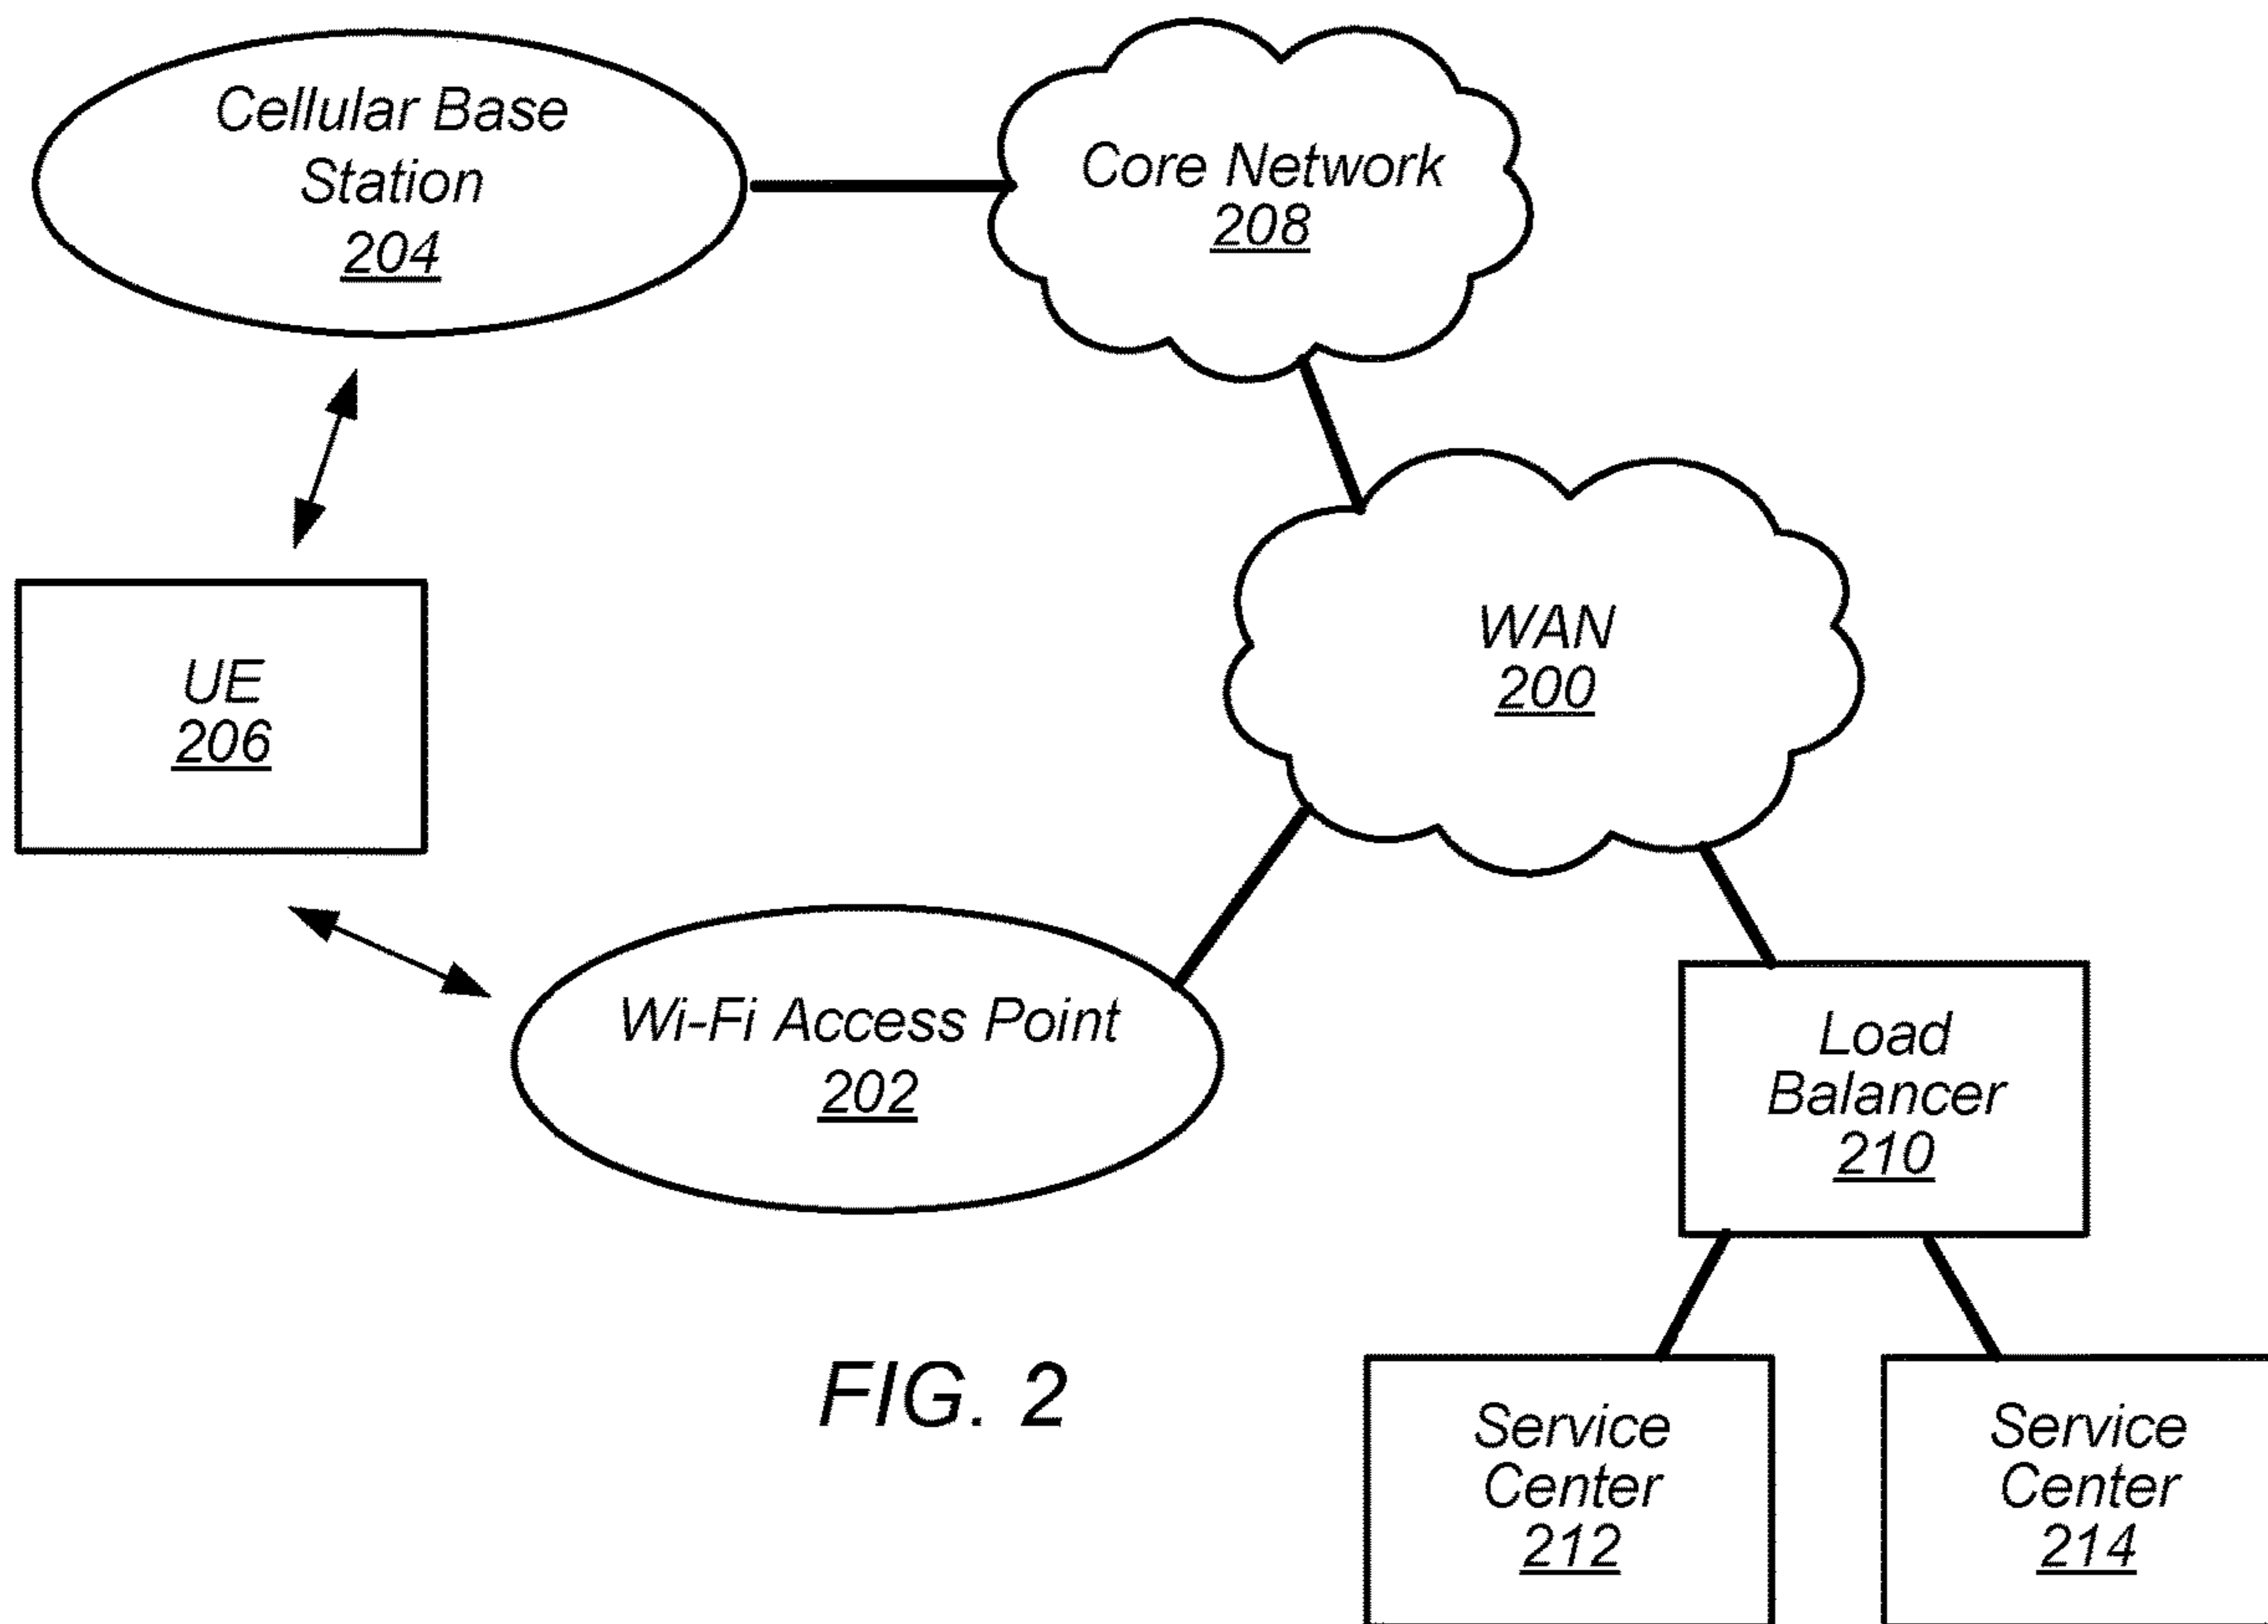 Cellular Base
Station
204
Core Network
208
UE
206
WAN
200
Wi-Fi Access Point
202
Load
Balancer
210
Service
Center
212
Service
Center
214
FIG. 2